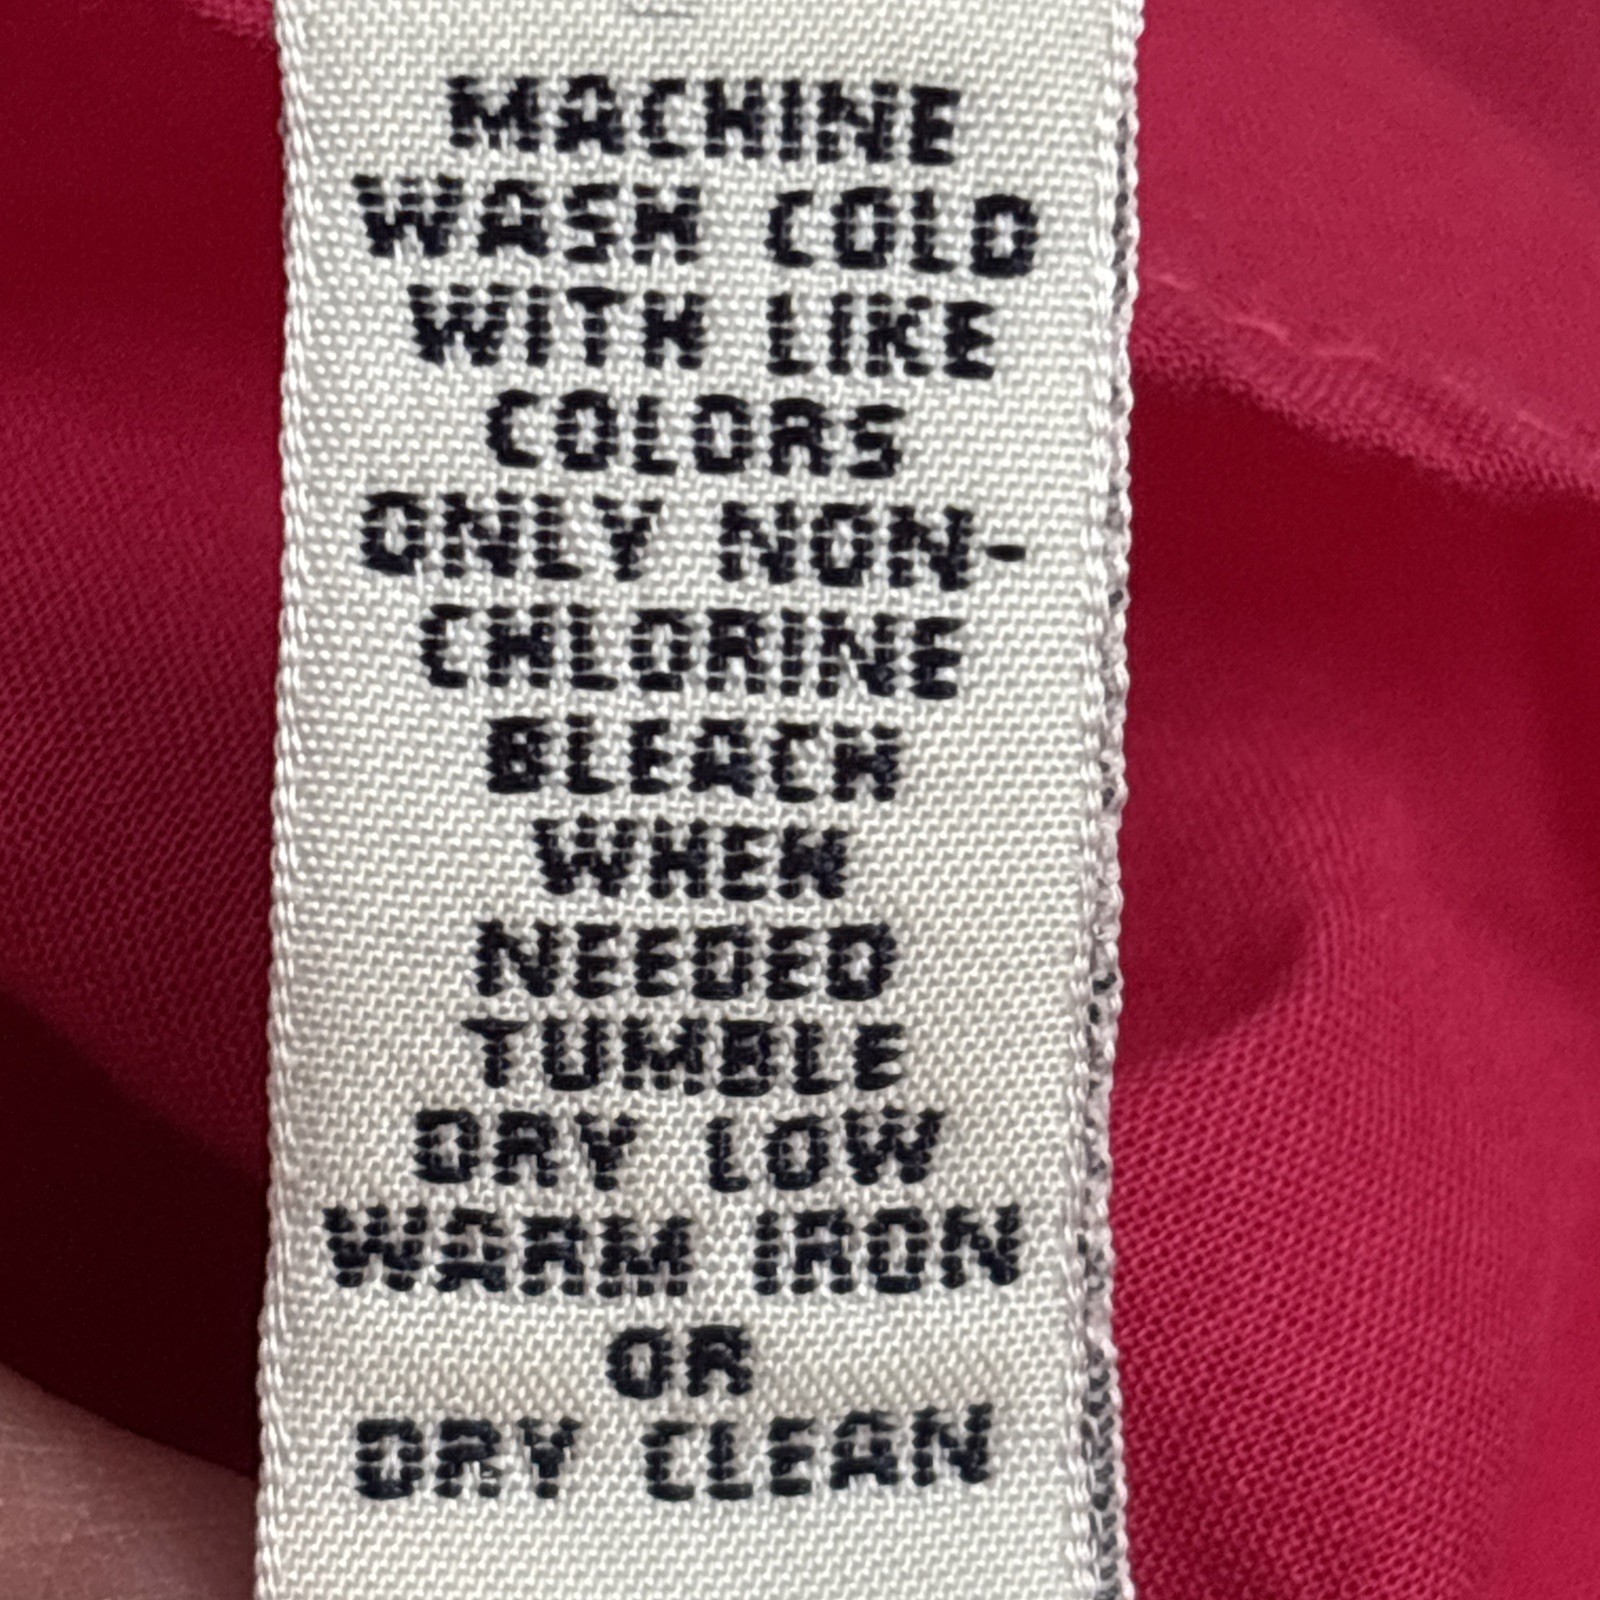 MACHINE
WASH COLD
WITH LIKE
COLORS
ONLY NON-
CHLORINE
BLEACH
WHEN
NEEDED
TUMBLE
DRY LOW
WARM IRON
OR
DRY CLEAN